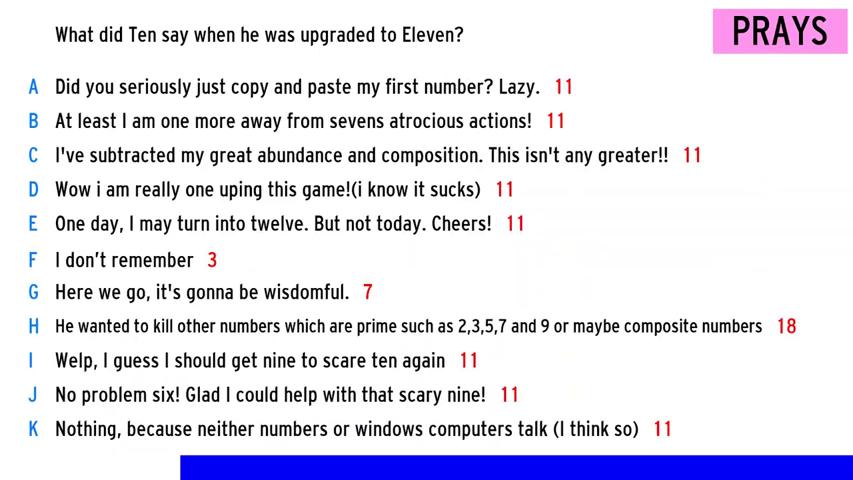 What did Ten say when he was upgraded to Eleven?
PRAYS
A Did you seriously just copy and paste my first number? Lazy. 11
B At least I am one more away from sevens atrocious actions! 11
C I've subtracted my great abundance and composition. This isn't any greater!! 11
D Wow i am really one uping this game!(i know it sucks) 11
E One day, I may turn into twelve. But not today. Cheers! 11
F I don’t remember 3
G Here we go, it's gonna be wisdomful. 7
H He wanted to kill other numbers which are prime such as 2,3,5,7 and 9 or maybe composite numbers 18
I Welp, I guess I should get nine to scare ten again 11
J No problem six! Glad I could help with that scary nine! 11
K Nothing, because neither numbers or windows computers talk (I think so) 11